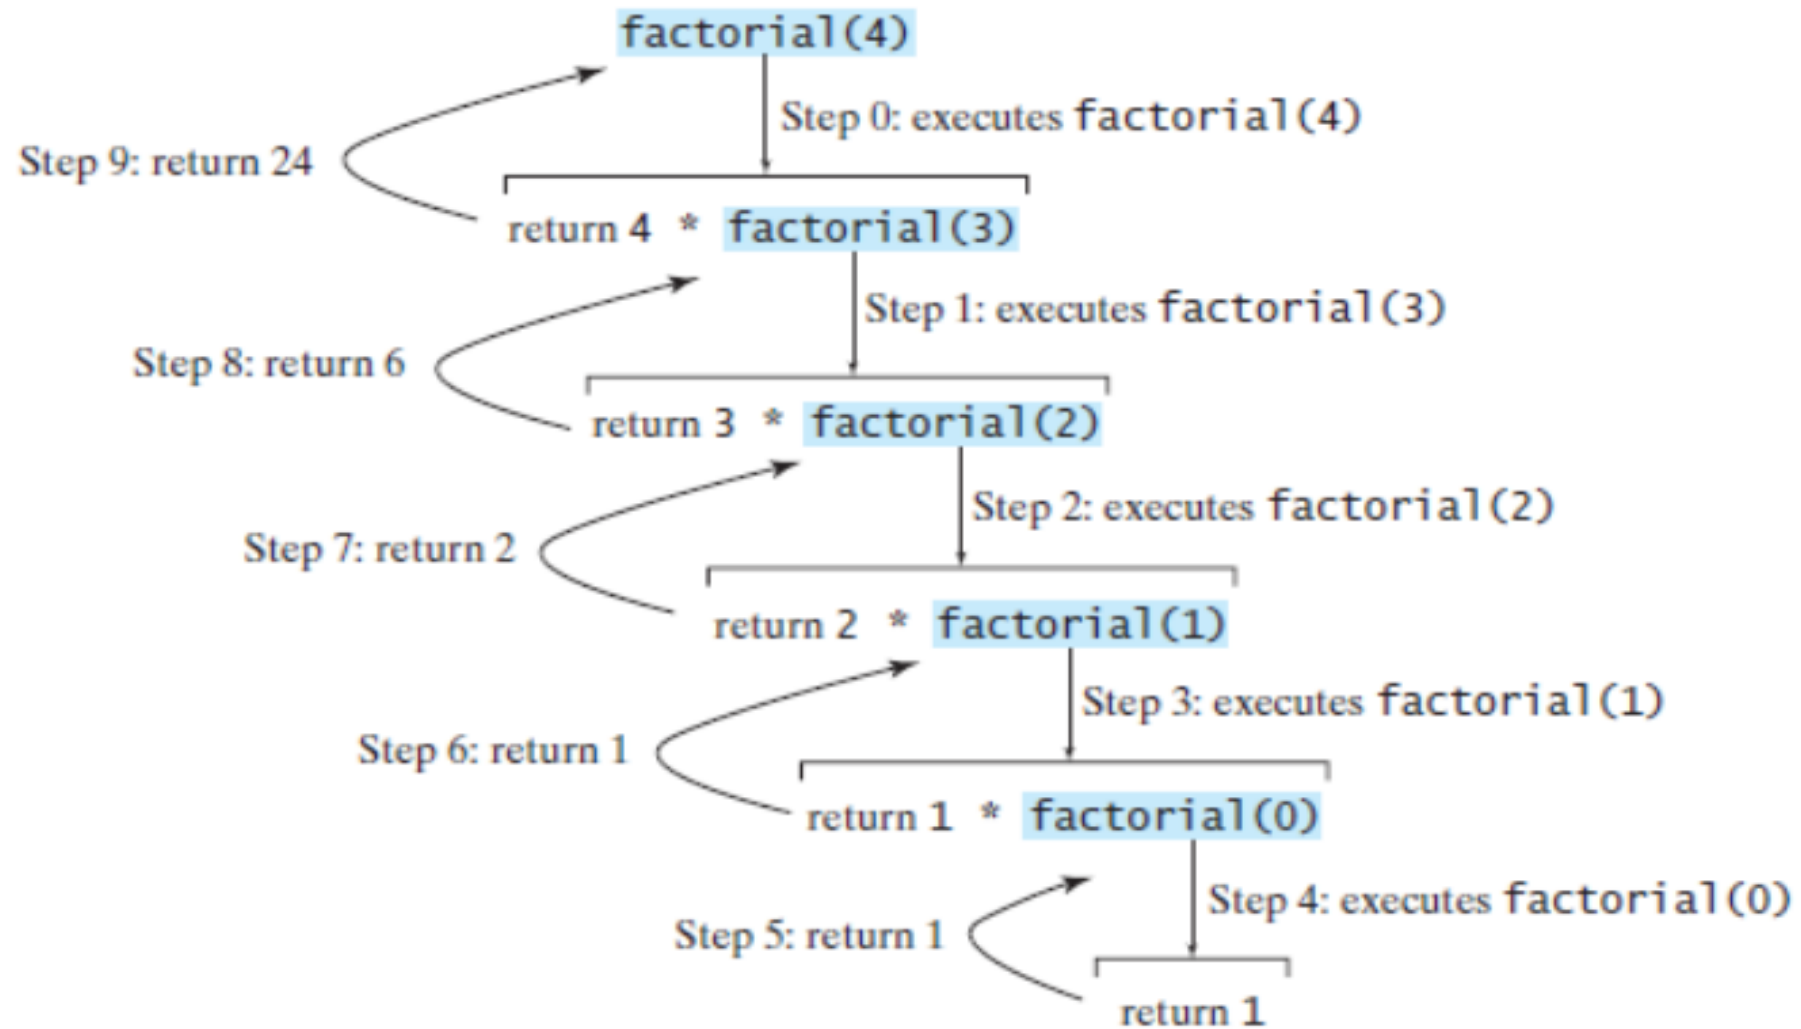 factorial(4)
Step 0: executes factorial(4)
Step 9: return 24
return 4 * factorial(3)
Step 1: executes factorial(3)
Step 8: return 6
return 3 * factorial(2)
Step 2: executes factorial(2)
Step 7: return 2
return 2 * factorial(1)
Step 3: executes factorial(1)
Step 6: return 1
return 1 * factorial(0)
Step 4: executes factorial(0)
Step 5: return 1
return 1